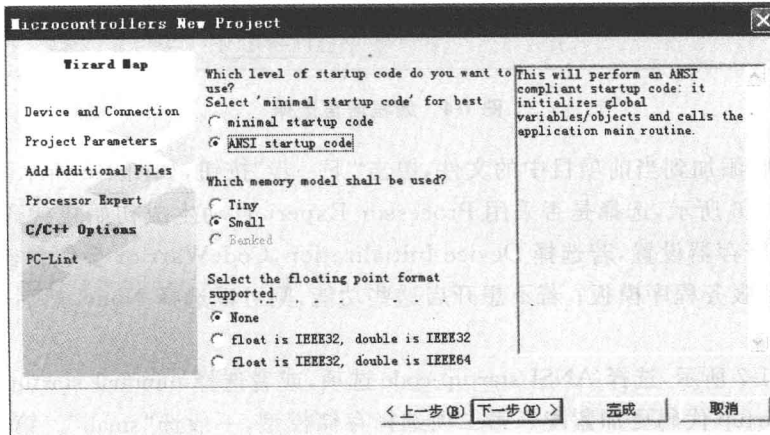 Microcontrollers New Project
Wizard Map
Device and Connection
Project Parameters
Add Additional Files
Processor Expert
C/C++ Options
PC-Lint
Which level of startup code do you want to
use?
Select 'minimal startup code' for best
minimal startup code
ANSI startup code
Which memory model shall be used?
Tiny
Small
Banked
Select the floating point format
supported
None
float is IEEE32, double is IEEE32
float is IEEE32, double is IEEE64
This will perform an ANSI
compliant startup code: it
initializes global
variables/objects and calls the
application main routine.
< 上一步(B)
下一步(N) >
完成
取消